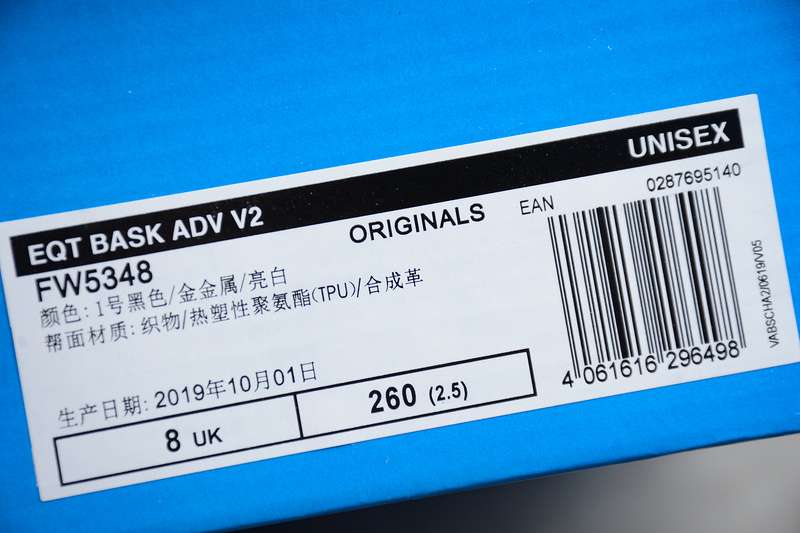 UNISEX
EQT BASK ADV V2
FW5348
ORIGINALS
EAN
0287695140
颜色: 1号黑色/金金属/亮白
帮面材质: 织物/热塑性聚氨酯(TPU)/合成革
生产日期: 2019年10月01日
8 UK
260 (2.5)
4 061616 296498
VABSCHA2/0619/V05